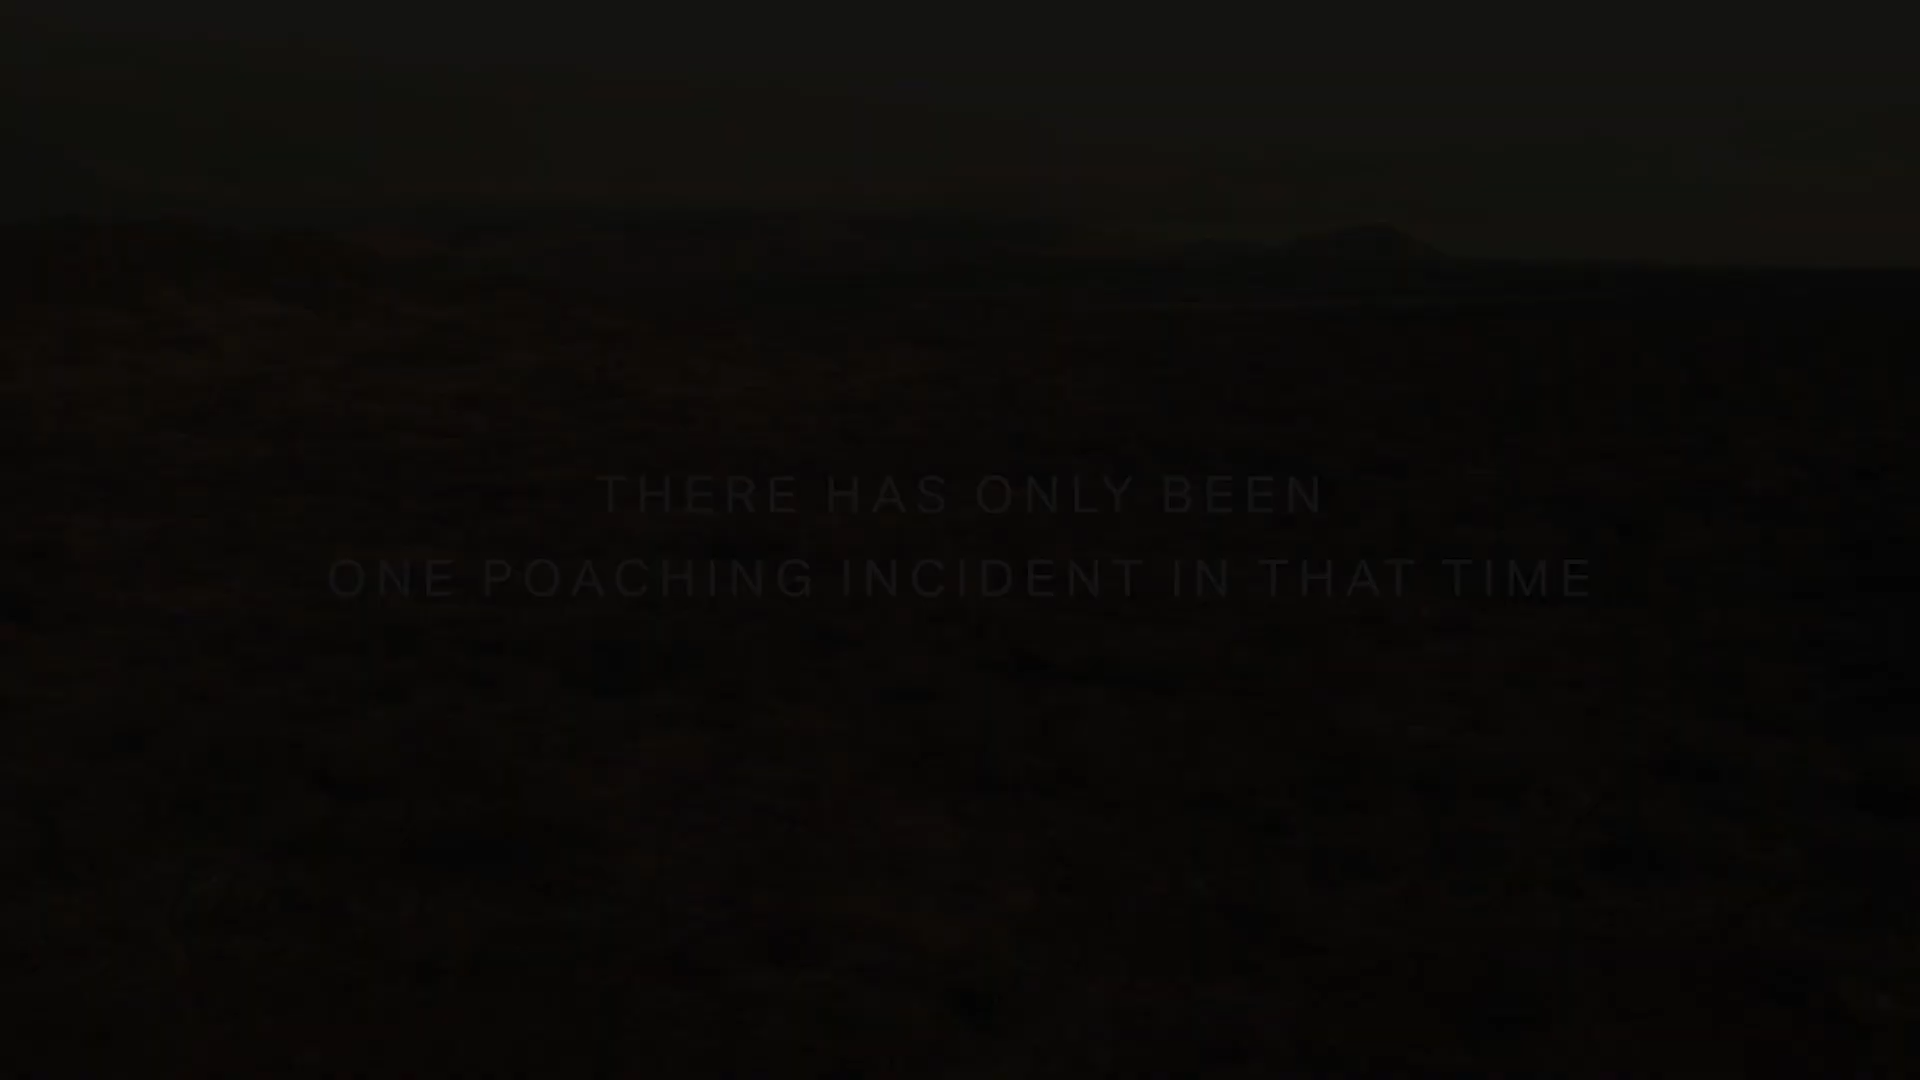 THERE HAS ONLY BEEN
ONE POACHING INCIDENT IN THAT TIME